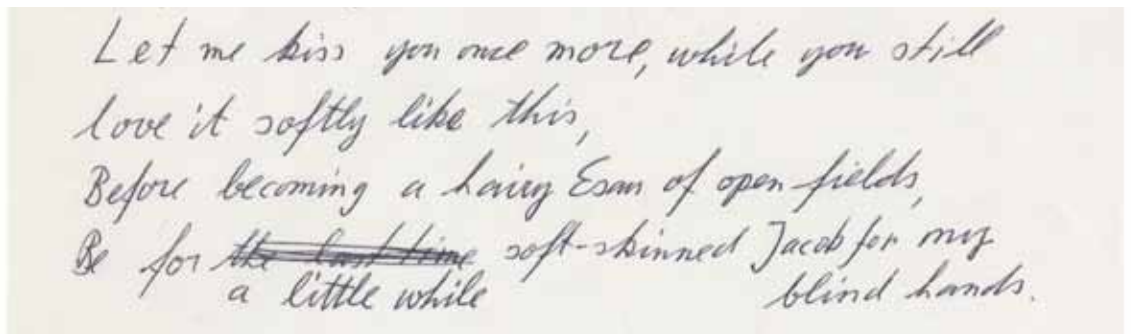 Let me kiss you once more, while you still
love it softly like this,
Before becoming a hairy Esau of open fields,
Be for the last time soft-skinned Jacob for my
a little while blind hands.